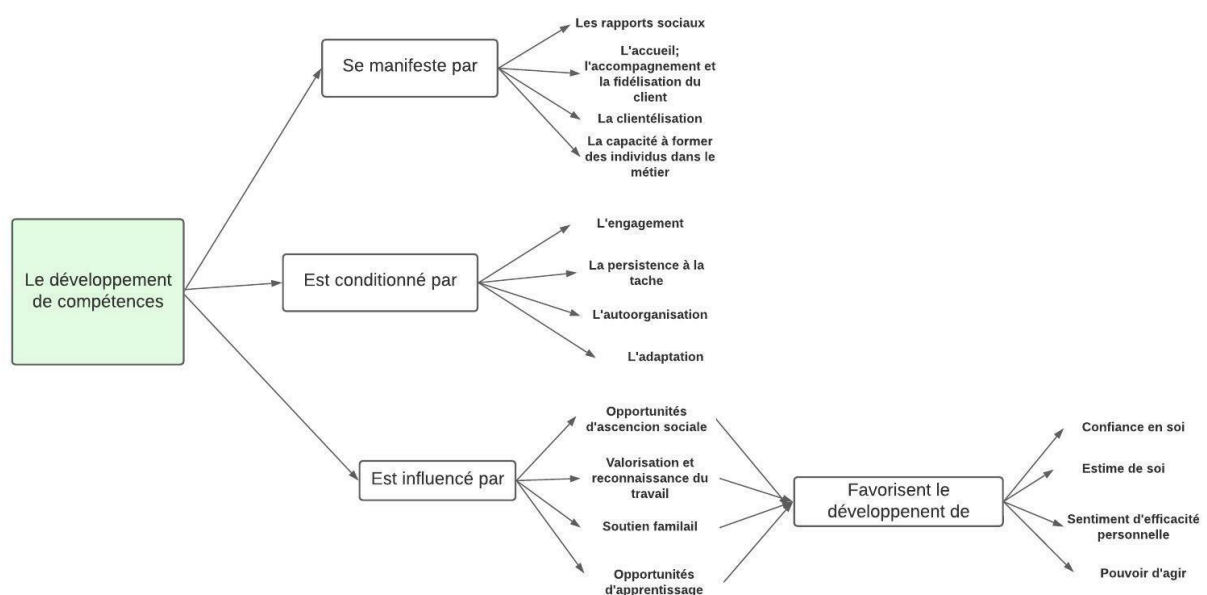 Les rapports sociaux
Se manifeste par
L'accueil;
l'accompagnement et
la fidélisation du
client
La clientélisation
La capacité à former
des individus dans le
métier
Le développement
de compétences
Est conditionné par
L'engagement
La persistence à la
tache
L'autoorganisation
L'adaptation
Est influencé par
Opportunités
d'ascencion sociale
Valorisation et
reconnaissance du
travail
Soutien familail
Opportunités
d'apprentissage
Favorisent le
développenent de
Confiance en soi
Estime de soi
Sentiment d'efficacité
personnelle
Pouvoir d'agir